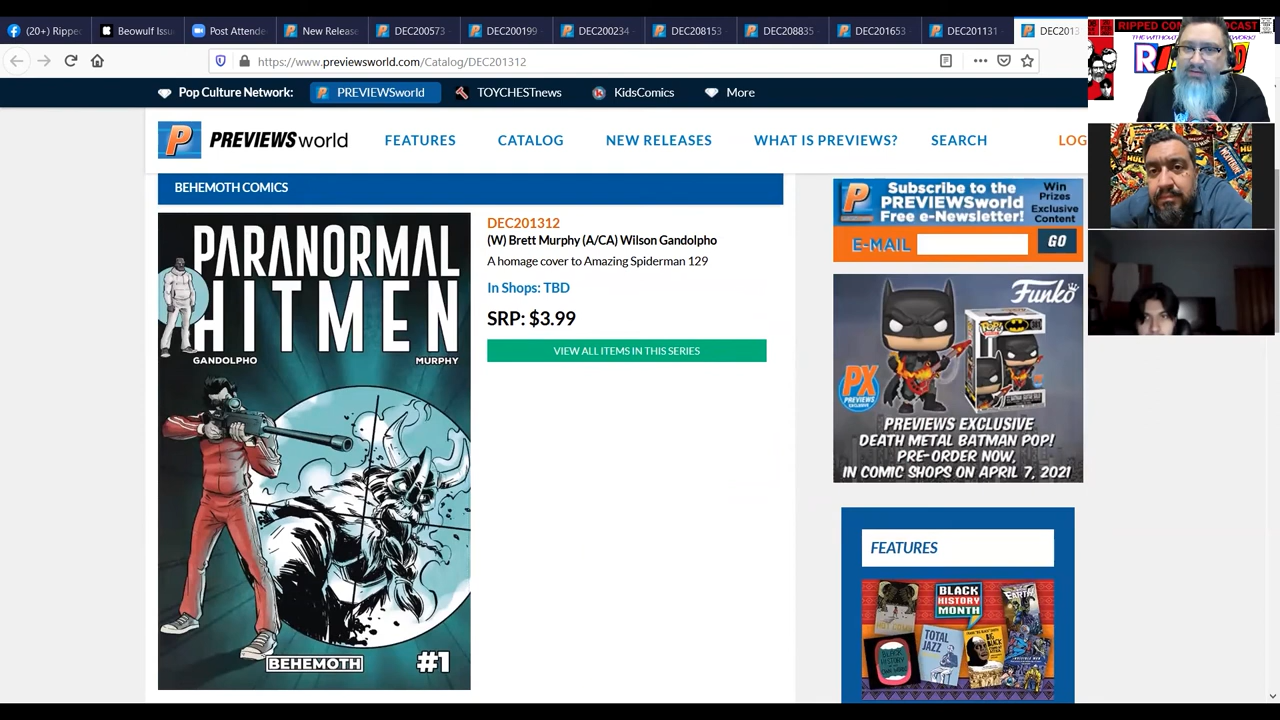 (20+) Ripped
Beowulf Issu
Post Attende
New Release
DEC200573
DEC200199
DEC200234
DEC208153
DEC208835
DEC201653
DEC201131
DEC2013
https://www.previewsworld.com/Catalog/DEC201312
Pop Culture Network:
PREVIEWSworld
TOYCHESTnews
KidsComics
More
PREVIEWSworld
FEATURES
CATALOG
NEW RELEASES
WHAT IS PREVIEWS?
SEARCH
LOG
BEHEMOTH COMICS
PARANORMAL
HITMEN
GANDOLPHO
MURPHY
BEHEMOTH
#1
DEC201312
(W) Brett Murphy (A/CA) Wilson Gandolpho
A homage cover to Amazing Spiderman 129
In Shops: TBD
SRP: $3.99
VIEW ALL ITEMS IN THIS SERIES
Subscribe to the
PREVIEWSworld
Free e-Newsletter!
Win
Prizes
Exclusive
Content
E-MAIL
GO
Funko
PX
PREVIEWS
EXCLUSIVE
PREVIEWS EXCLUSIVE
DEATH METAL BATMAN POP!
PRE-ORDER NOW,
IN COMIC SHOPS ON APRIL 7, 2021
FEATURES
BLACK
HISTORY
MONTH
TOTAL
JAZZ